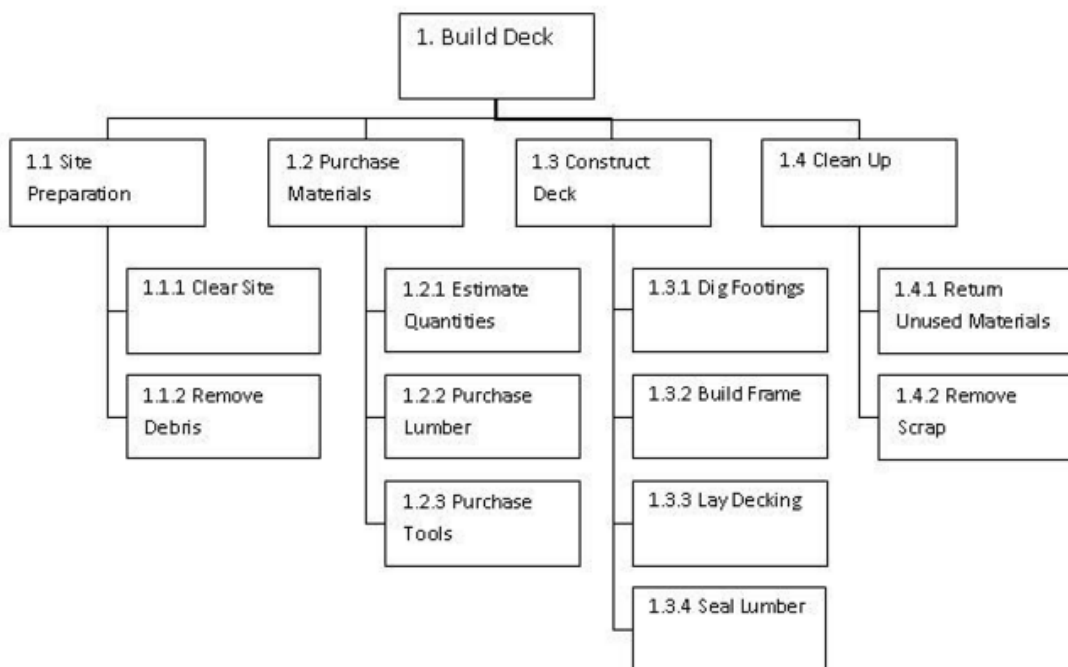 1. Build Deck
1.1 Site
Preparation
1.2 Purchase
Materials
1.3 Construct
Deck
1.4 Clean Up
1.1.1 Clear Site
1.1.2 Remove
Debris
1.2.1 Estimate
Quantities
1.2.2 Purchase
Lumber
1.2.3 Purchase
Tools
1.3.1 Dig Footings
1.3.2 Build Frame
1.3.3 Lay Decking
1.3.4 Seal Lumber
1.4.1 Return
Unused Materials
1.4.2 Remove
Scrap